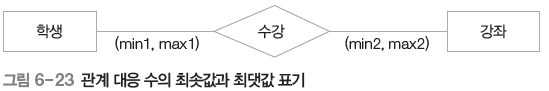 학생 수강 강좌
(min1, max1) (min2, max2)
그림 6-23 관계 대응 수의 최솟값과 최댓값 표기